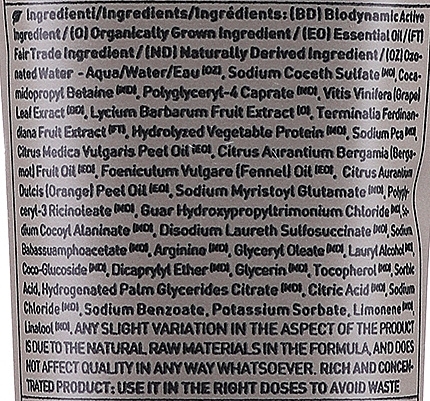 Ingredienti/Ingredients/Ingrédients: (BD) Biodynamic Active
Ingredient / (O) Organically Grown Ingredient / (EO) Essential Oil / (FT)
Fair Trade Ingredient / (ND) Naturally Derived Ingredient / (OZ) Ozo-
nated Water - Aqua/Water/Eau (OZ), Sodium Coceth Sulfate (ND), Coca-
midopropyl Betaine (ND), Polyglyceryl-4 Caprate (ND), Vitis Vinifera (Grape)
Leaf Exract (BD), Lycium Barbarum Fruit Extract (O), Terminalia Ferdinan-
diana Fruit Extract (FT), Hydrolyzed Vegetable Protein (ND), Sodium Pca (ND),
Citrus Medica Vulgaris Peel Oil (EO), Citrus Aurantium Bergamia (Berga-
mot) Fruit Oil (EO), Foeniculum Vulgare (Fennel) Oil (EO), Citrus Aurantium
Dulcis (Orange) Peel Oil (EO), Sodium Myristoyl Glutamate (ND), Polygly-
ceryl-3 Ricinoleate (ND), Guar Hydroxypropyltrimonium Chloride (ND), So-
dium Cocoyl Alaninate (ND), Disodium Laureth Sulfosuccinate (ND), Sodium
Babassuamphoacetate (ND), Arginine (ND), Glyceryl Oleate (ND), Lauryl Alcohol (ND),
Coco-Glucoside (ND), Dicaprylyl Ether (ND), Glycerin (ND), Tocopherol (ND), Sorbic
Acid, Hydrogenated Palm Glycerides Citrate (ND), Citric Acid (ND), Sodium
Chloride (ND), Sodium Benzoate, Potassium Sorbate, Limonene (ND),
Linalool (ND). ANY SLIGHT VARIATION IN THE ASPECT OF THE PRODUCT
IS DUE TO THE NATURAL RAW MATERIALS IN THE FORMULA, AND DOES
NOT AFFECT QUALITY IN ANY WAY WHATSOEVER. RICH AND CONCEN-
TRATED PRODUCT: USE IT IN THE RIGHT DOSES TO AVOID WASTE